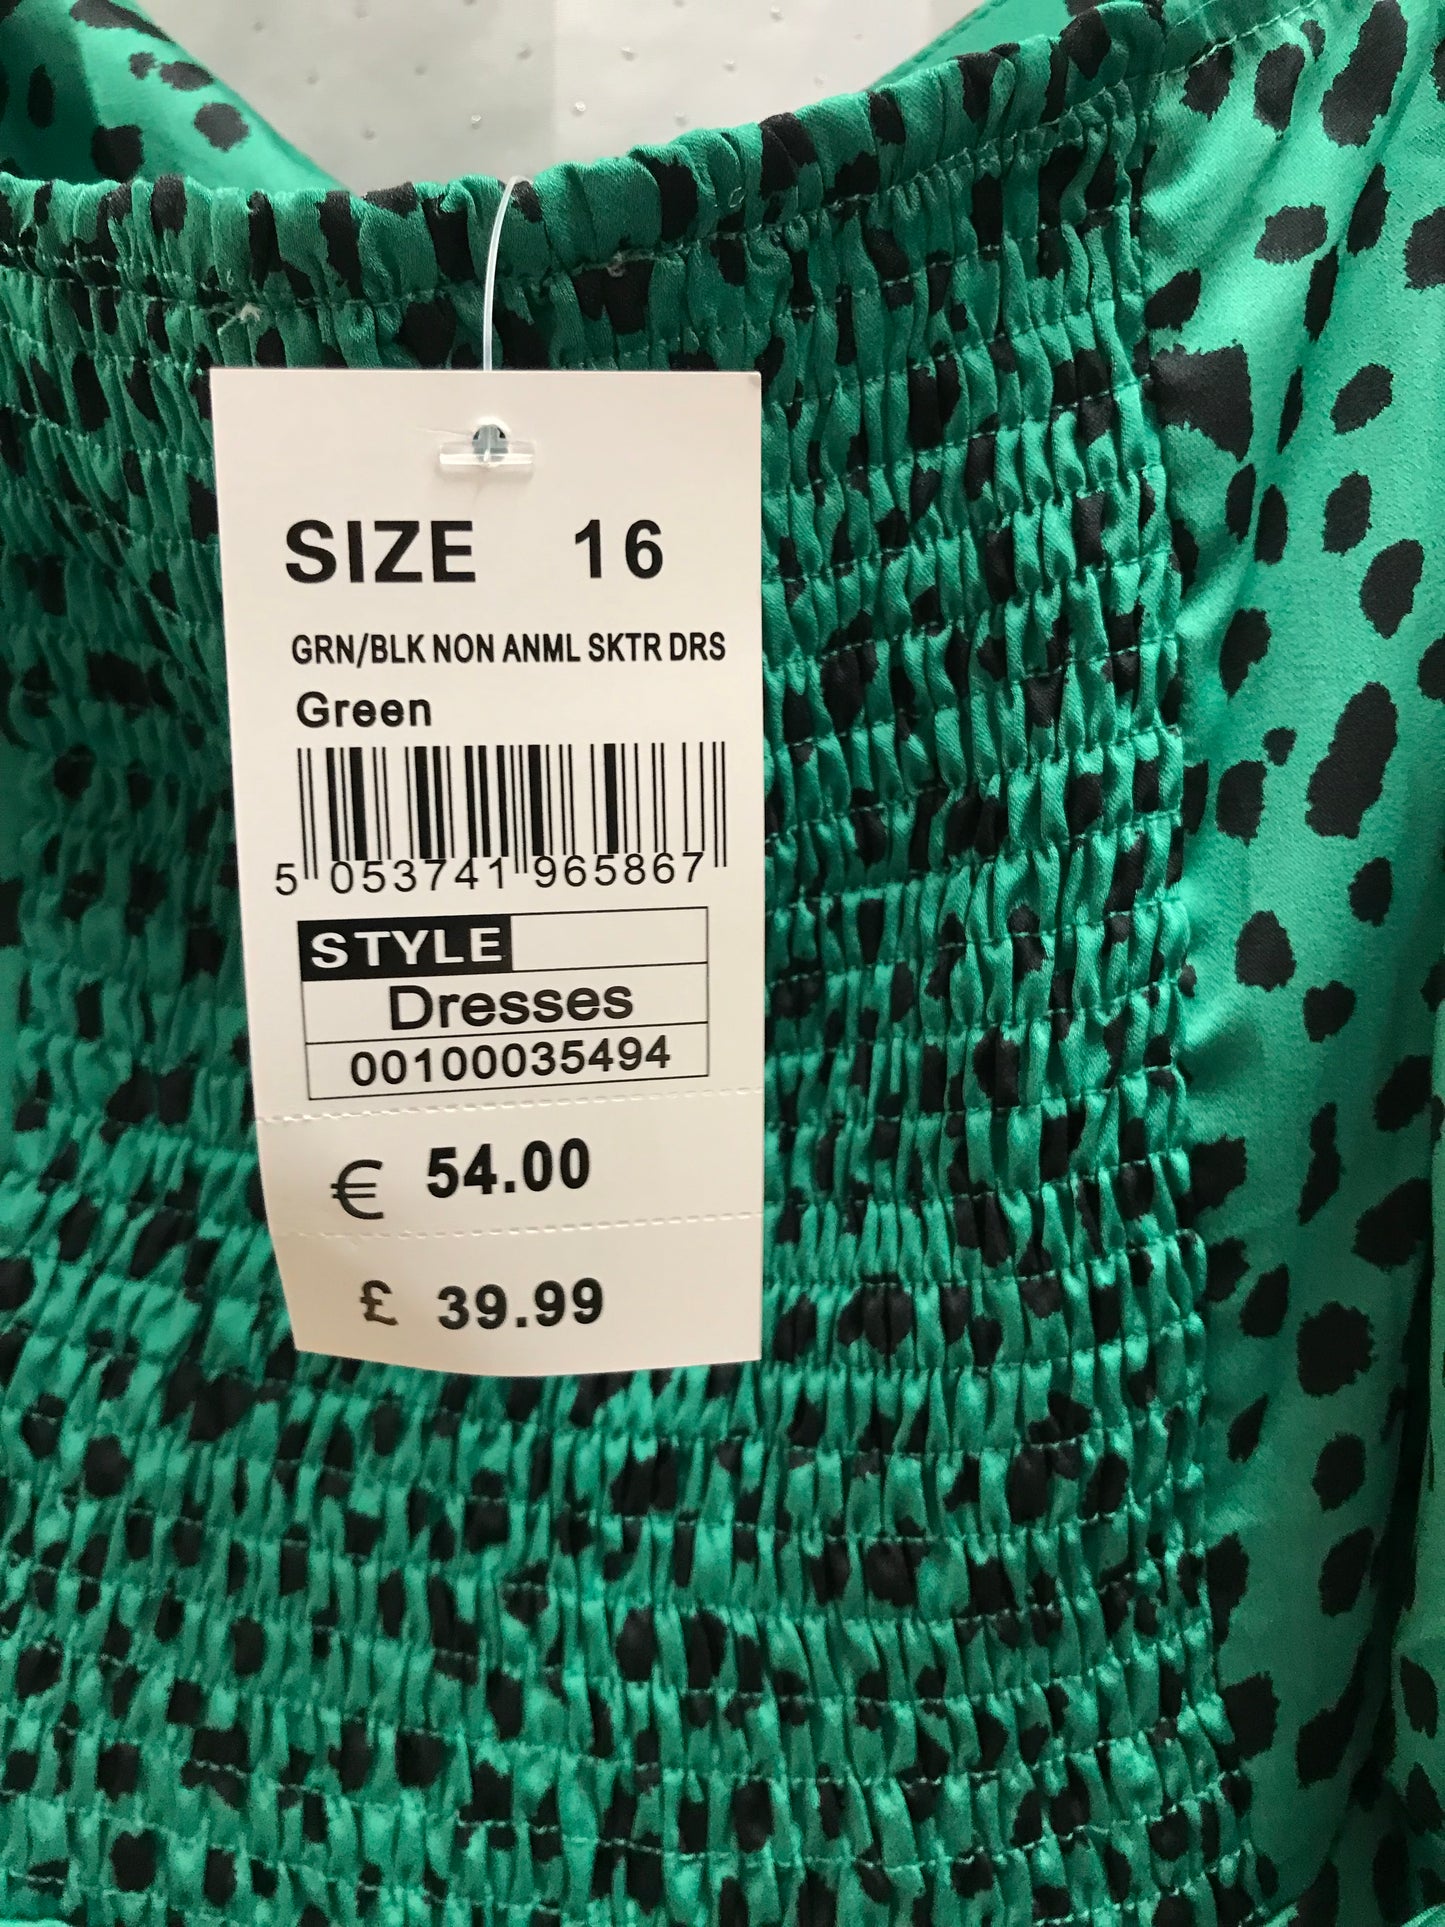 SIZE 16
GRN/BLK NON ANML SKTR DRS
Green
5 053741 965867
STYLE
Dresses
00100035494
€ 54.00
£ 39.99